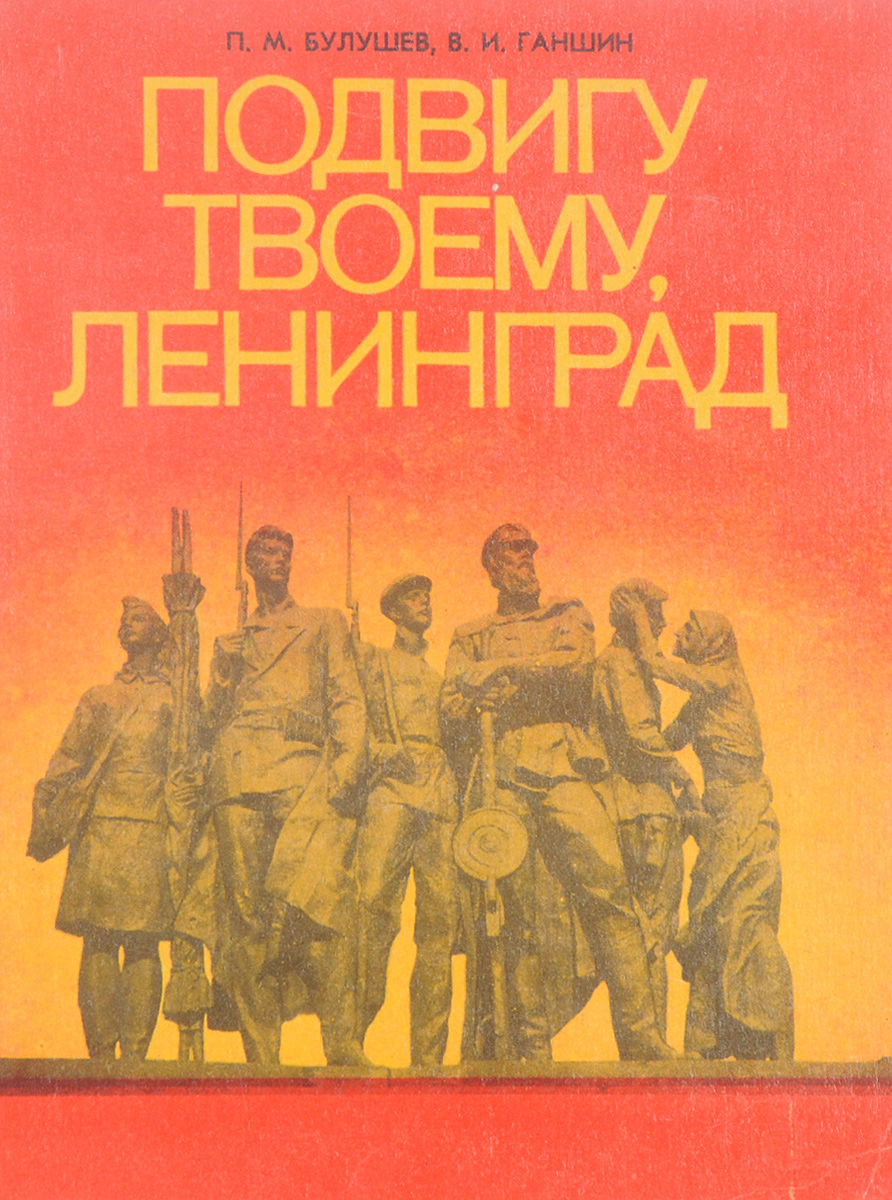 П. М. БУЛУШЕВ, В. И. ГАНШИН
ПОДВИГУ
ТВОЕМУ,
ЛЕНИНГРАД